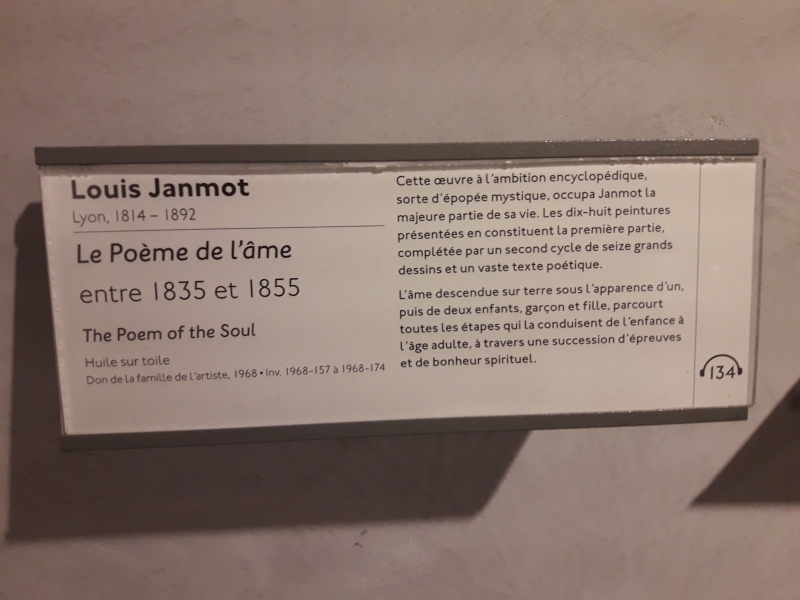 Louis Janmot
Lyon, 1814 – 1892
Le Poème de l'âme
entre 1835 et 1855
The Poem of the Soul
Huile sur toile
Don de la famille de l'artiste, 1968 • Inv. 1968-157 à 1968-174
Cette œuvre à l'ambition encyclopédique,
sorte d'épopée mystique, occupa Janmot la
majeure partie de sa vie. Les dix-huit peintures
présentées en constituent la première partie,
complétée par un second cycle de seize grands
dessins et un vaste texte poétique.
L'âme descendue sur terre sous l'apparence d'un,
puis de deux enfants, garçon et fille, parcourt
toutes les étapes qui la conduisent de l'enfance à
l'âge adulte, à travers une succession d'épreuves
et de bonheur spirituel.
134